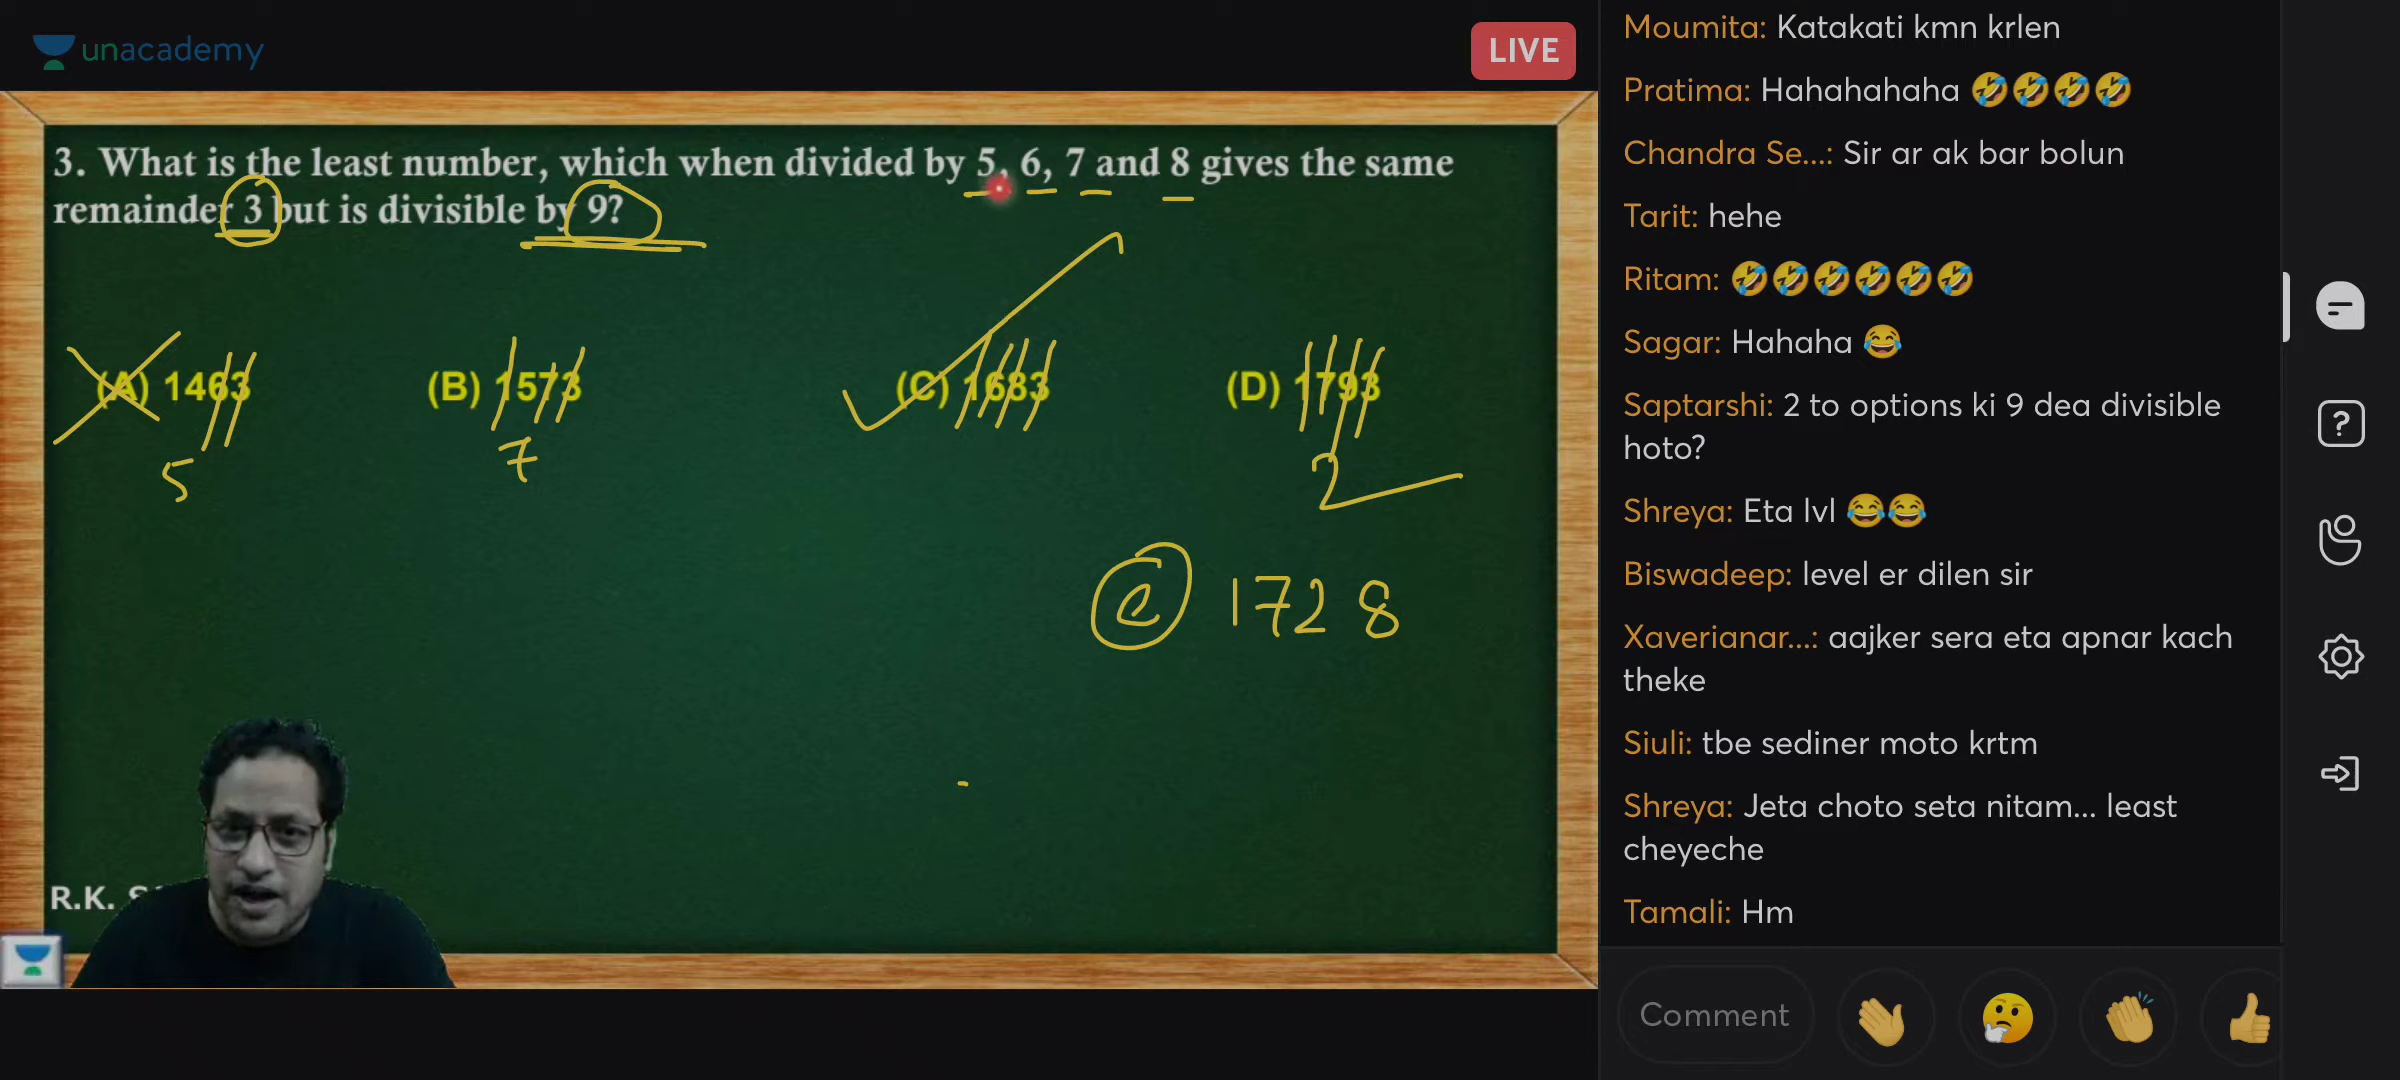 unacademy
LIVE
3. What is the least number, which when divided by 5, 6, 7 and 8 gives the same
remainder 3 but is divisible by 9?
(A) 1463 (B) 1573 (C) 1683 (D) 1793
5 7 2
C 1728
R.K.
Moumita: Katakati kmn krlen
Pratima: Hahahahaha 🤣🤣🤣🤣
Chandra Se...: Sir ar ak bar bolun
Tarit: hehe
Ritam: 🤣🤣🤣🤣🤣🤣
Sagar: Hahaha 😂
Saptarshi: 2 to options ki 9 dea divisible
hoto?
Shreya: Eta lvl 😂😂
Biswadeep: level er dilen sir
Xaverianar...: aajker sera eta apnar kach
theke
Siuli: tbe sediner moto krtm
Shreya: Jeta choto seta nitam... least
cheyeche
Tamali: Hm
Comment